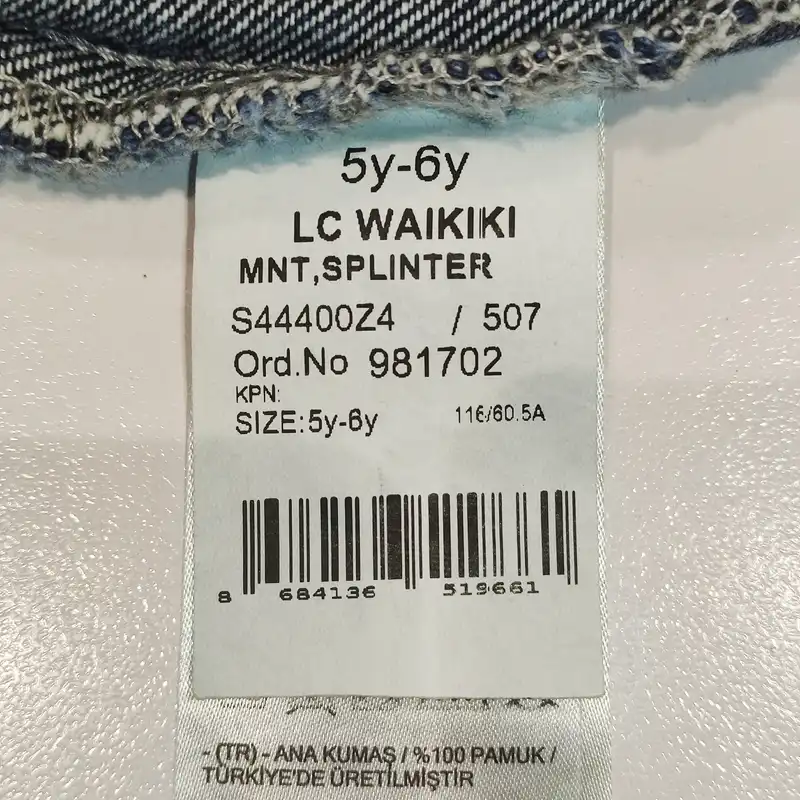 5y-6y
LC WAIKIKI
MNT,SPLINTER
S44400Z4 / 507
Ord.No 981702
KPN:
SIZE:5y-6y 116/60.5A
8 684136 519661
- (TR) - ANA KUMAŞ / %100 PAMUK /
TÜRKİYE'DE ÜRETİLMİŞTİR